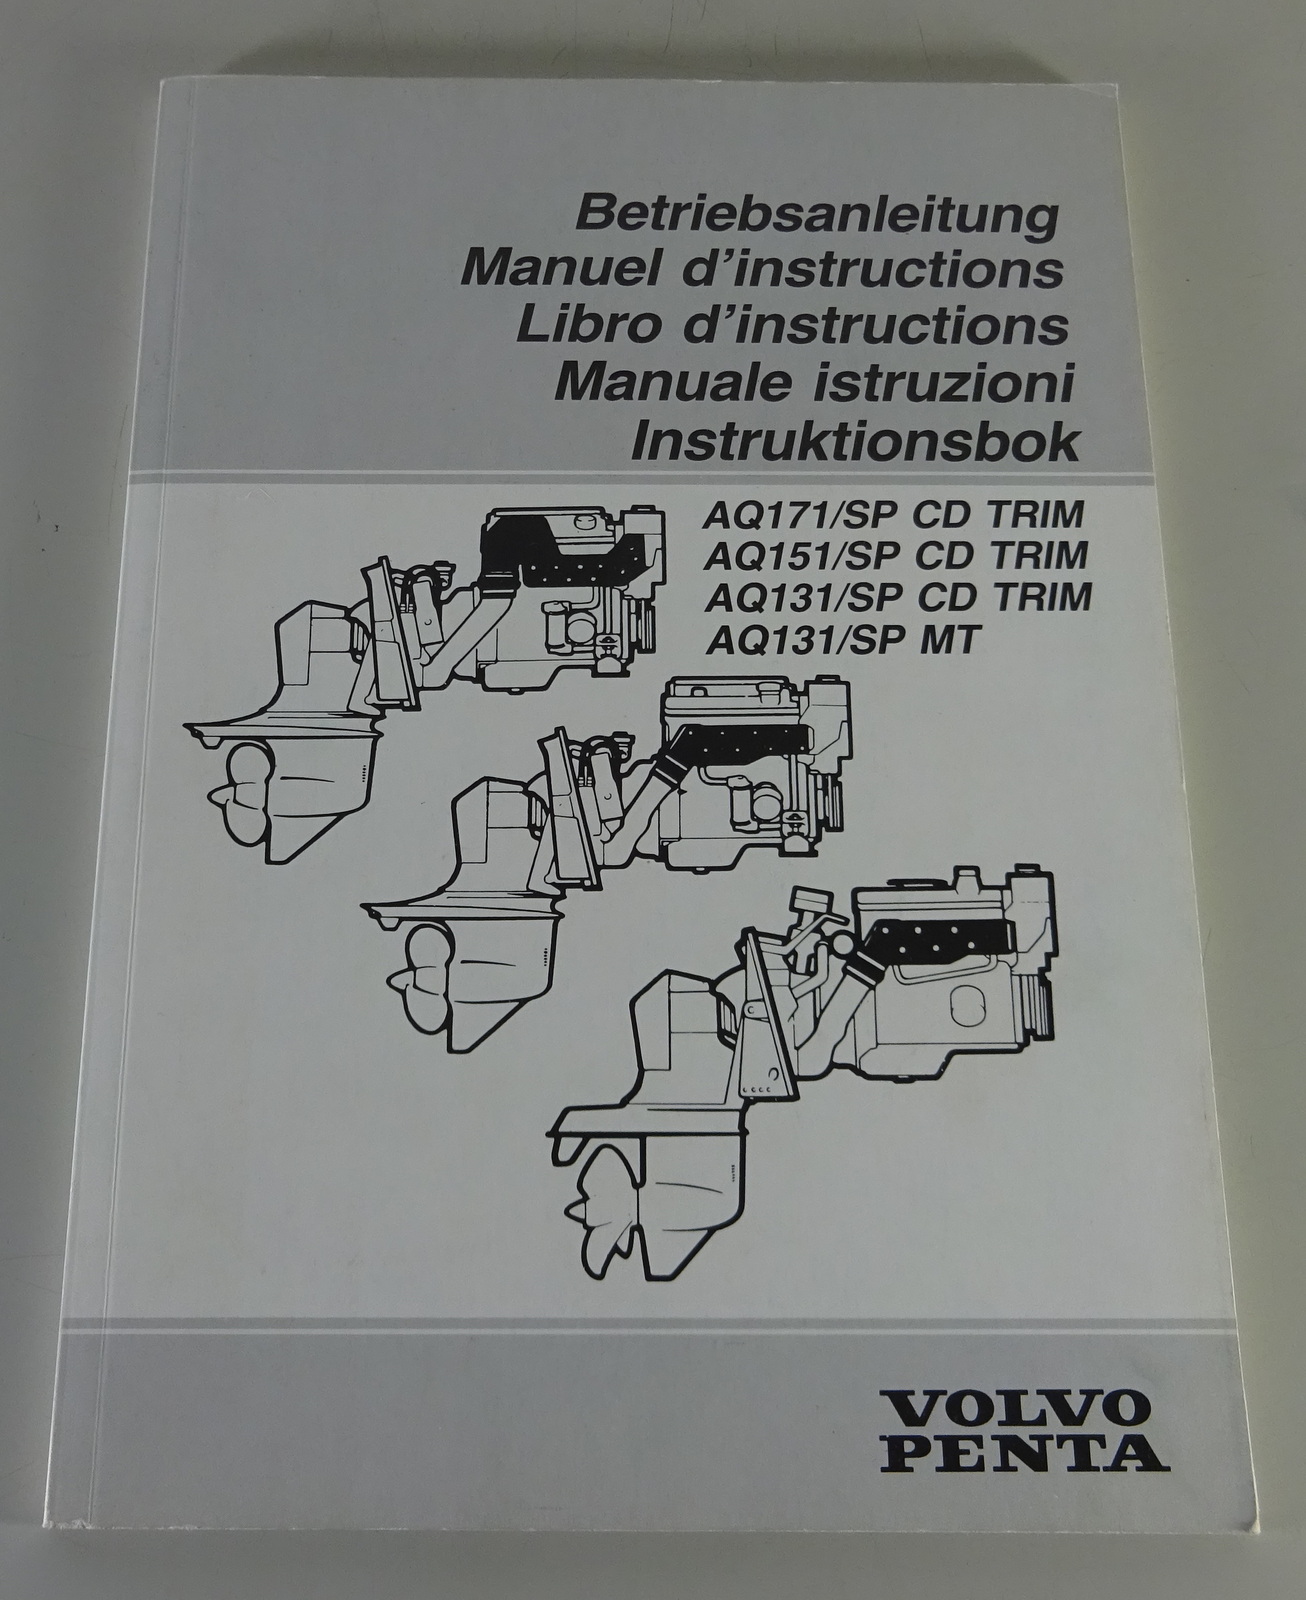 Betriebsanleitung
Manuel d'instructions
Libro d'instructions
Manuale istruzioni
Instruktionsbok
AQ171/SP CD TRIM
AQ151/SP CD TRIM
AQ131/SP CD TRIM
AQ131/SP MT
VOLVO
PENTA